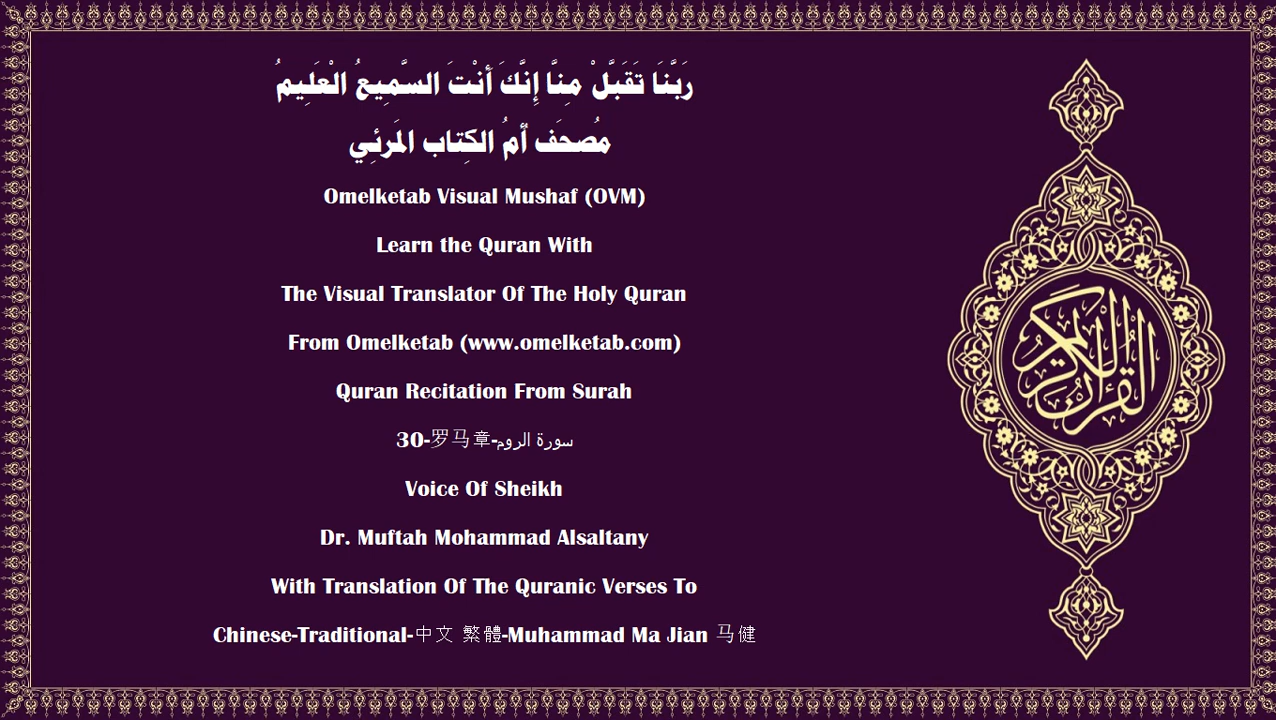 رَبَّنَا تَقَبَّلْ مِنَّا إِنَّكَ أَنْتَ السَّمِيعُ الْعَلِيمُ
مُصحَف أمُ الكِتاب المَرئِي
Omelketab Visual Mushaf (OVM)
Learn the Quran With
The Visual Translator Of The Holy Quran
From Omelketab (www.omelketab.com)
Quran Recitation From Surah
30-罗马章-سورة الروم
Voice Of Sheikh
Dr. Muftah Mohammad Alsaltany
With Translation Of The Quranic Verses To
Chinese-Traditional-中文 繁體-Muhammad Ma Jian 马健
القرآن الكريم